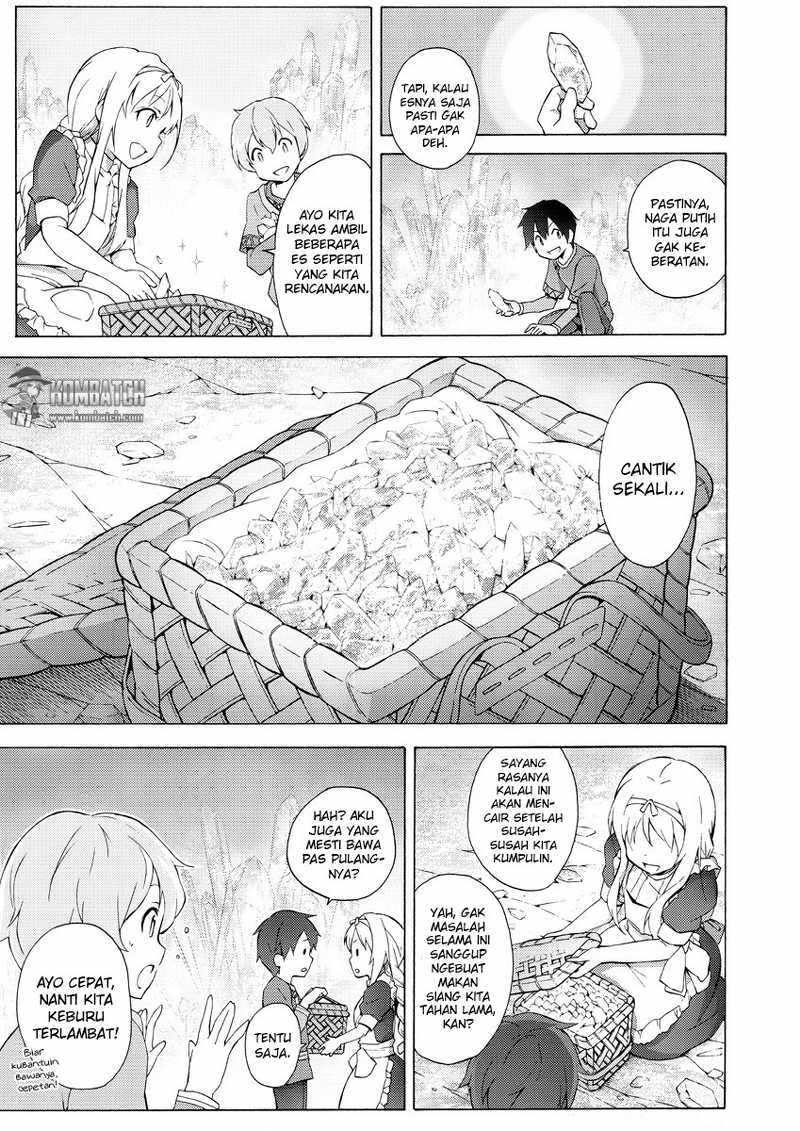 TAPI, KALAU
ESNYA SAJA
PASTI GAK
APA-APA
DEH.
PASTINYA,
NAGA PUTIH
ITU JUGA
GAK KE-
BERATAN.
AYO KITA
LEKAS AMBIL
BEBERAPA
ES SEPERTI
YANG KITA
RENCANAKAN.
KOMBATCH
www.kombatch.com
CANTIK
SEKALI...
SAYANG
RASANYA
KALAU INI
AKAN MEN-
CAIR SETELAH
SUSAH-
SUSAH KITA
KUMPULIN.
YAH, GAK
MASALAH
SELAMA INI
SANGGUP
NGEBUAT
MAKAN
SIANG KITA
TAHAN LAMA,
KAN?
HAH? AKU
JUGA YANG
MESTI BAWA
PAS PULANG-
NYA?
TENTU
SAJA.
AYO CEPAT,
NANTI KITA
KEBURU
TERLAMBAT!
Biar
kuBantuin
Bawanya,
cepetan!